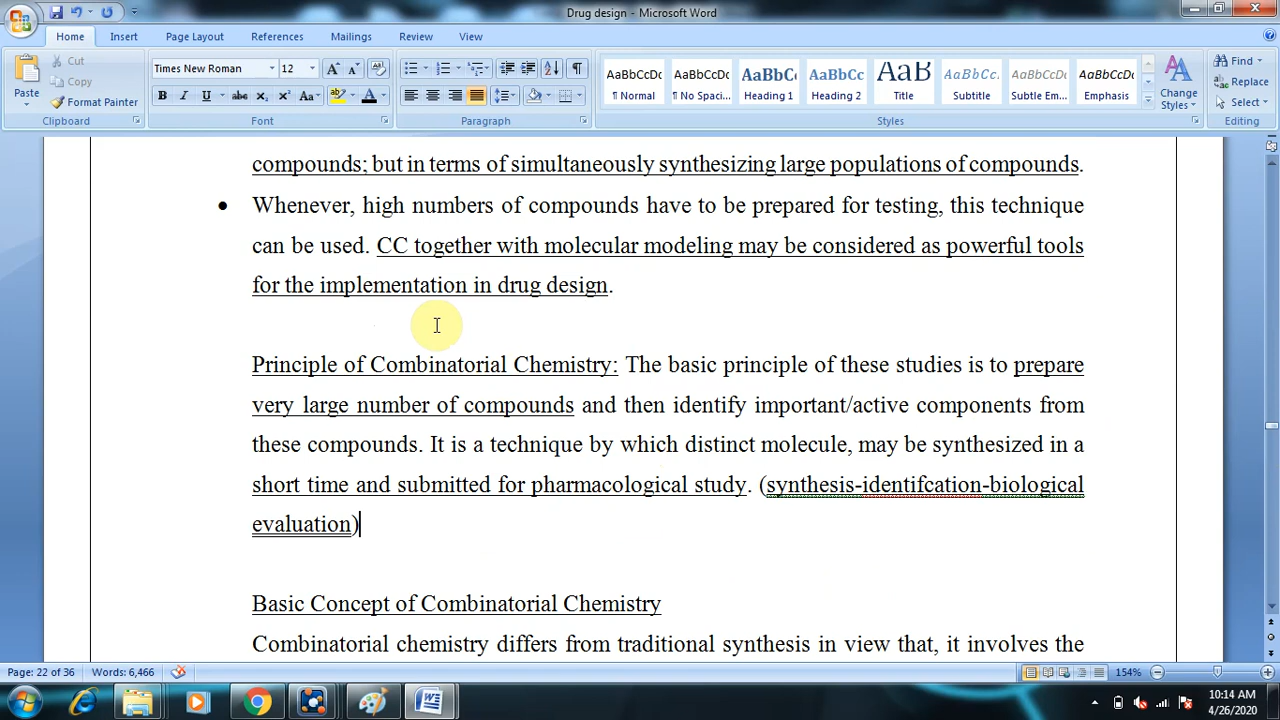 Drug design - Microsoft Word
Home Insert Page Layout References Mailings Review View
Paste
Cut
Copy
Format Painter
Clipboard
Times New Roman 12
Font
Paragraph
AaBbCcDc AaBbCcDc AaBbCc AaBbCc AaB AaBbCc. AaBbCcDc AaBbCcDc
¶ Normal ¶ No Spaci... Heading 1 Heading 2 Title Subtitle Subtle Em... Emphasis
Change Styles
Styles
Find
Replace
Select
Editing
compounds; but in terms of simultaneously synthesizing large populations of compounds.
• Whenever, high numbers of compounds have to be prepared for testing, this technique
can be used. CC together with molecular modeling may be considered as powerful tools
for the implementation in drug design.
Principle of Combinatorial Chemistry: The basic principle of these studies is to prepare
very large number of compounds and then identify important/active components from
these compounds. It is a technique by which distinct molecule, may be synthesized in a
short time and submitted for pharmacological study. (synthesis-identifcation-biological
evaluation)
Basic Concept of Combinatorial Chemistry
Combinatorial chemistry differs from traditional synthesis in view that, it involves the
Page: 22 of 36 Words: 6,466 154%
10:14 AM
4/26/2020